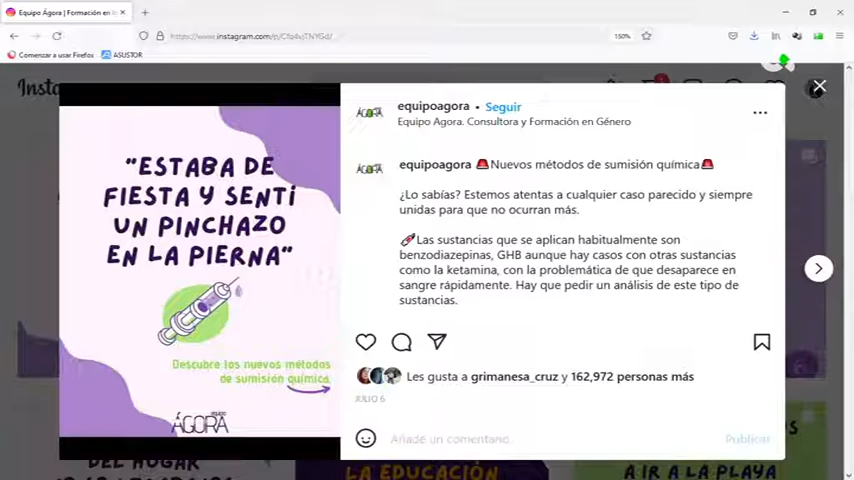 Equipo Ágora | Formación en
https://www.instagram.com/p/
150%
Comenzar a usar Firefox
ASUSTOR
Insta
equipoagora • Seguir
Equipo Agora. Consultora y Formación en Género
"ESTABA DE
FIESTA Y SENTÍ
UN PINCHAZO
EN LA PIERNA"
Descubre los nuevos métodos
de sumisión química
EQUIPO
ÁGORA
equipoagora 🚨Nuevos métodos de sumisión química🚨
¿Lo sabías? Estemos atentas a cualquier caso parecido y siempre
unidas para que no ocurran más.
Las sustancias que se aplican habitualmente son
benzodiazepinas, GHB aunque hay casos con otras sustancias
como la ketamina, con la problemática de que desaparece en
sangre rápidamente. Hay que pedir un análisis de este tipo de
sustancias.
Les gusta a grimanesa_cruz y 162,972 personas más
JULIO 6
Añade un comentario...
Publicar
DEL HOGAR
LA EDUCACIÓN
A IR A LA PLAYA